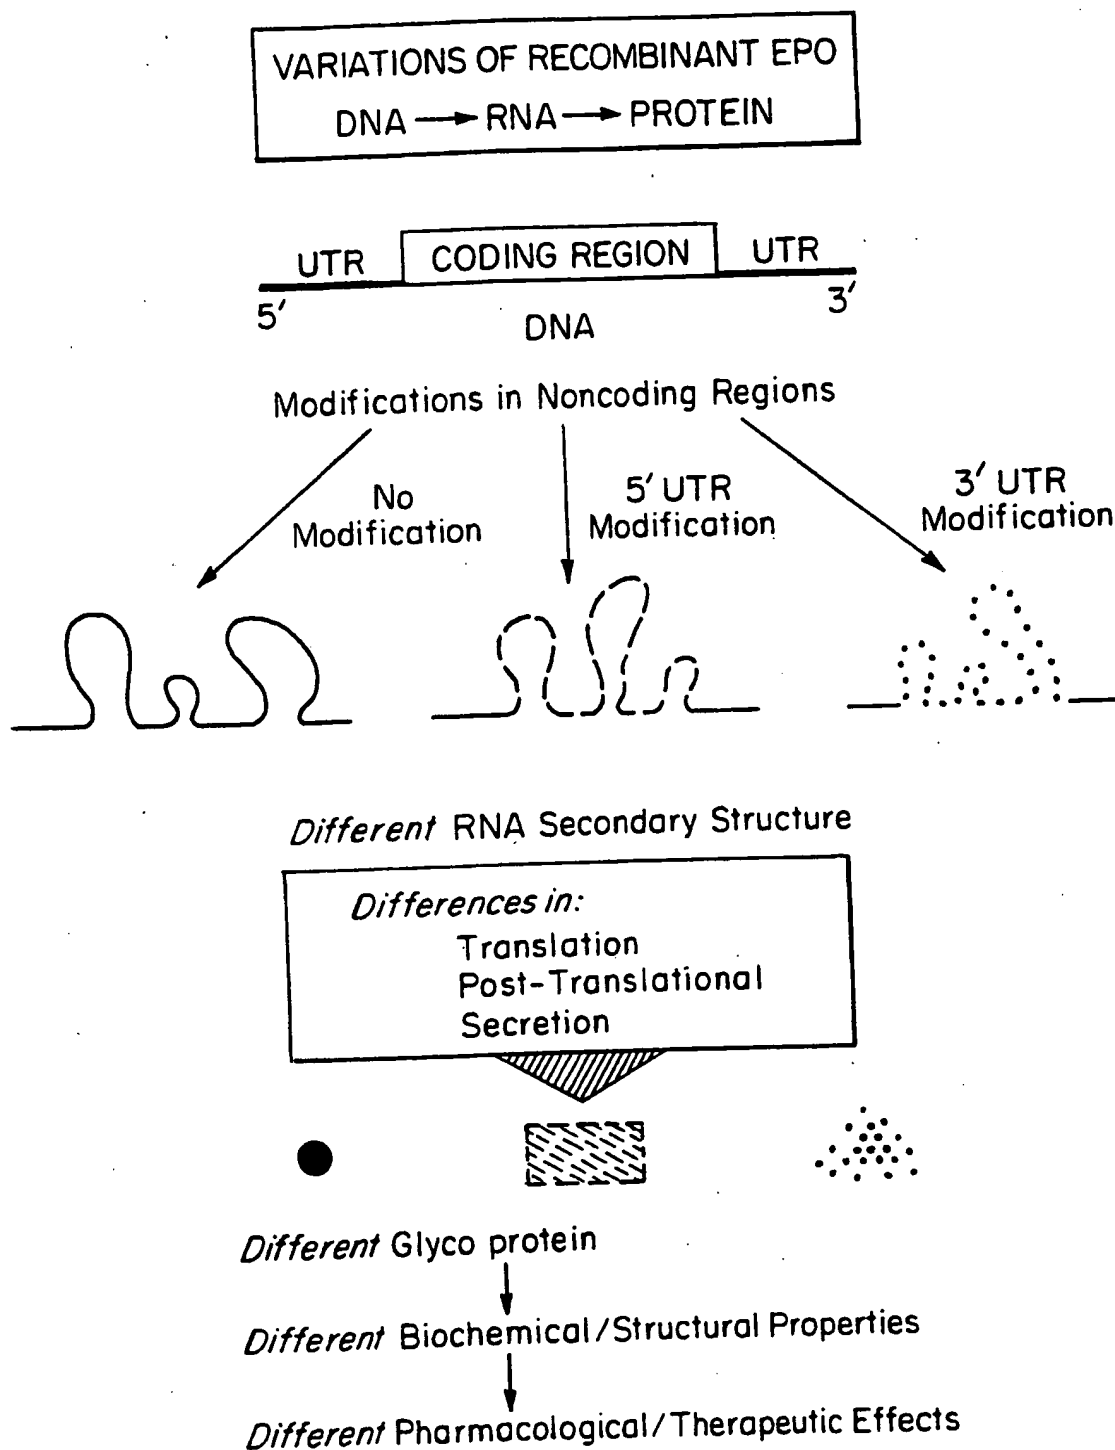 VARIATIONS OF RECOMBINANT EPO
DNA → RNA → PROTEIN
UTR CODING REGION UTR
5′ 3′
DNA
Modifications in Noncoding Regions
No
Modification
5′ UTR
Modification
3′ UTR
Modification
Different RNA Secondary Structure
Differences in:
Translation
Post-Translational
Secretion
Different Glyco protein
Different Biochemical/Structural Properties
Different Pharmacological/Therapeutic Effects